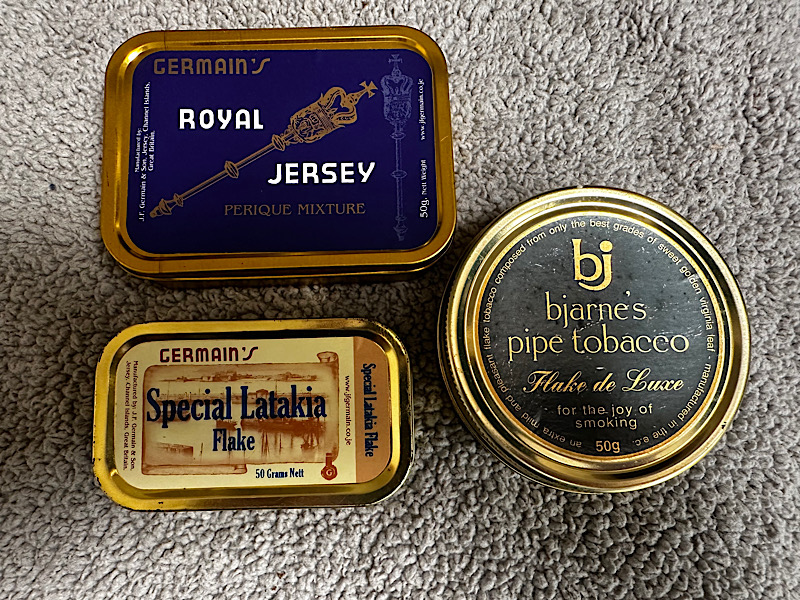 GERMAIN'S
ROYAL
JERSEY
PERIQUE MIXTURE
Manufactured by:
J.F. Germain & Son, Jersey, Channel Islands,
Great Britain.
www.jfgermain.co.je
50g. Nett Weight
GERMAIN'S
Special Latakia
Flake
50 Grams Nett
Manufactured by: J.F. Germain & Son
Jersey, Channel Islands, Great Britain.
www.jfgermain.co.je
Special Latakia Flake
G
bj
bjarne's
pipe tobacco
Flake de Luxe
for the joy of
smoking
50g
an extra mild and pleasant flake tobacco composed from only the best grades of sweet golden virginia leaf - manufactured in the e.c.